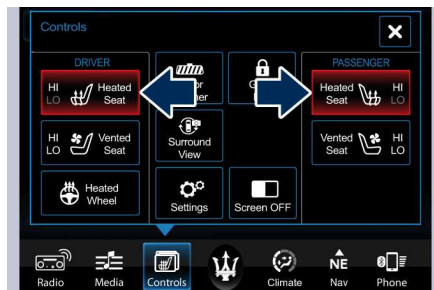 Controls
DRIVER
PASSENGER
HI
LO
Heated
Seat
Heated
Seat
HI
LO
HI
LO
Vented
Seat
Surround
View
Vented
Seat
HI
LO
Heated
Wheel
Settings
Screen OFF
Radio
Media
Controls
Climate
NE
Nav
Phone